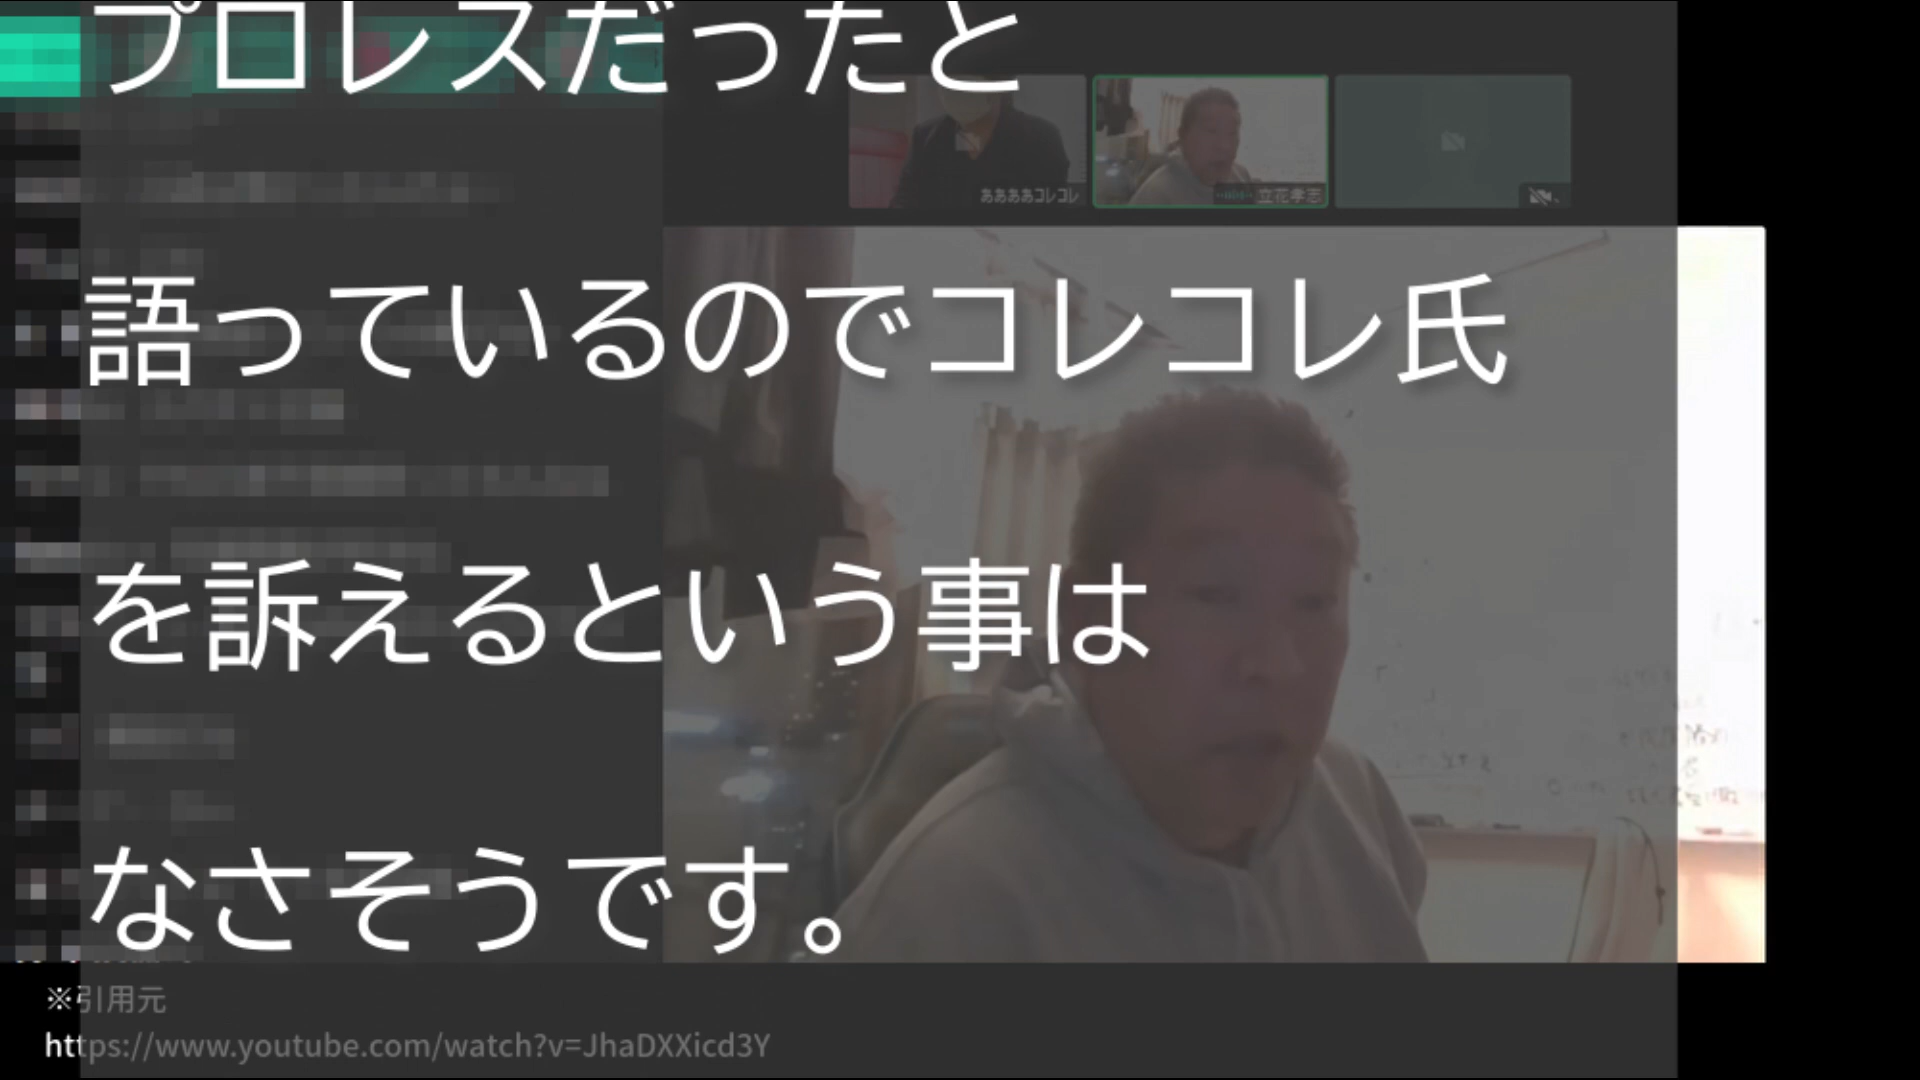 プロレスだったと
ああああコレコレ
立花孝志
語っているのでコレコレ氏
を訴えるという事は
なさそうです。
※引用元
https://www.youtube.com/watch?v=JhaDXXicd3Y